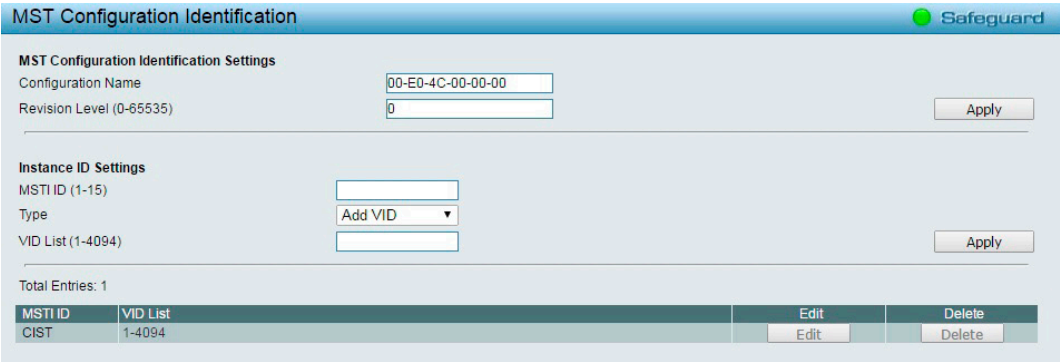 MST Configuration Identification Safeguard
MST Configuration Identification Settings
Configuration Name 00-E0-4C-00-00-00
Revision Level (0-65535) 0 Apply
Instance ID Settings
MSTI ID (1-15)
Type Add VID
VID List (1-4094) Apply
Total Entries: 1
MSTI ID VID List Edit Delete
CIST 1-4094 Edit Delete